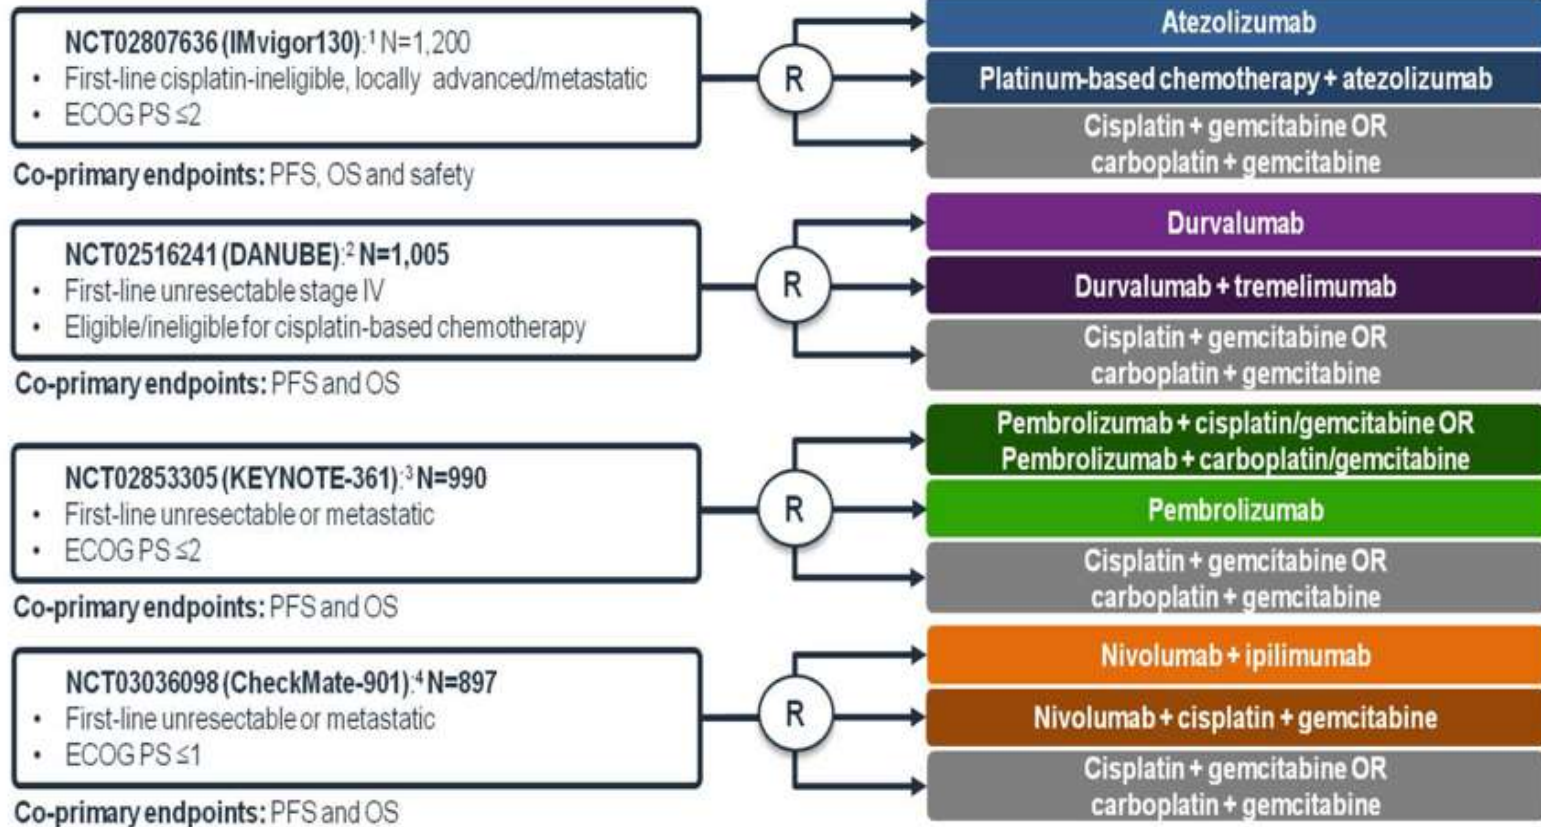 NCT02807636 (IMvigor130):¹ N=1,200
• First-line cisplatin-ineligible, locally advanced/metastatic
• ECOG PS ≤2
Co-primary endpoints: PFS, OS and safety
R
Atezolizumab
Platinum-based chemotherapy + atezolizumab
Cisplatin + gemcitabine OR
carboplatin + gemcitabine
NCT02516241 (DANUBE):² N=1,005
• First-line unresectable stage IV
• Eligible/ineligible for cisplatin-based chemotherapy
Co-primary endpoints: PFS and OS
R
Durvalumab
Durvalumab + tremelimumab
Cisplatin + gemcitabine OR
carboplatin + gemcitabine
NCT02853305 (KEYNOTE-361):³ N=990
• First-line unresectable or metastatic
• ECOG PS ≤2
Co-primary endpoints: PFS and OS
R
Pembrolizumab + cisplatin/gemcitabine OR
Pembrolizumab + carboplatin/gemcitabine
Pembrolizumab
Cisplatin + gemcitabine OR
carboplatin + gemcitabine
NCT03036098 (CheckMate-901):⁴ N=897
• First-line unresectable or metastatic
• ECOG PS ≤1
Co-primary endpoints: PFS and OS
R
Nivolumab + ipilimumab
Nivolumab + cisplatin + gemcitabine
Cisplatin + gemcitabine OR
carboplatin + gemcitabine